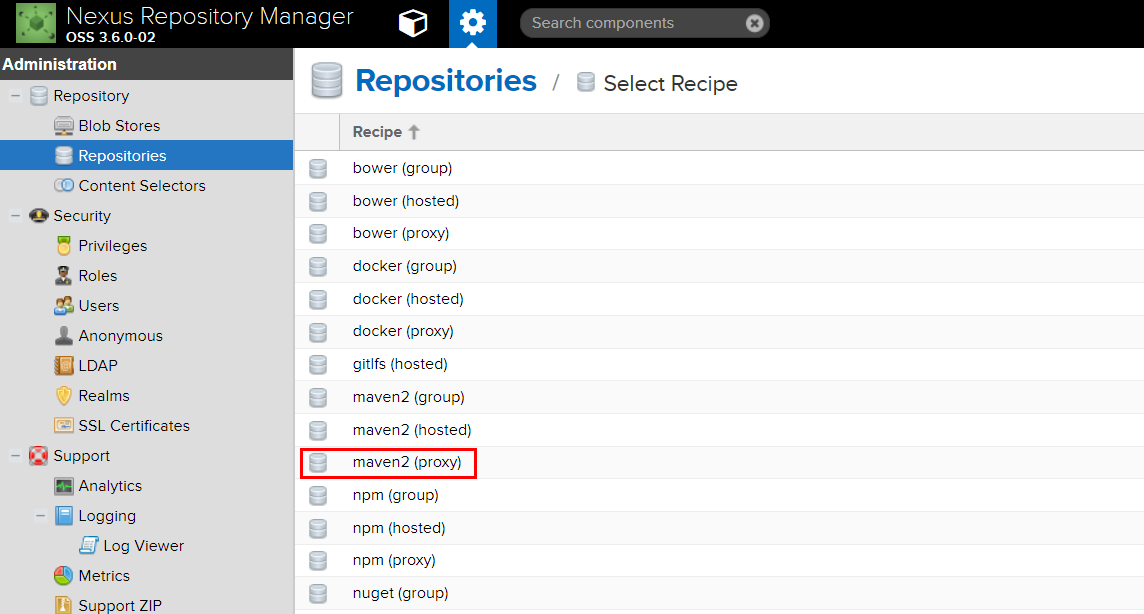 Nexus Repository Manager
OSS 3.6.0-02
Search components
Administration
Repository
Blob Stores
Repositories
Content Selectors
Security
Privileges
Roles
Users
Anonymous
LDAP
Realms
SSL Certificates
Support
Analytics
Logging
Log Viewer
Metrics
Support ZIP
Repositories / Select Recipe
Recipe
bower (group)
bower (hosted)
bower (proxy)
docker (group)
docker (hosted)
docker (proxy)
gitlfs (hosted)
maven2 (group)
maven2 (hosted)
maven2 (proxy)
npm (group)
npm (hosted)
npm (proxy)
nuget (group)